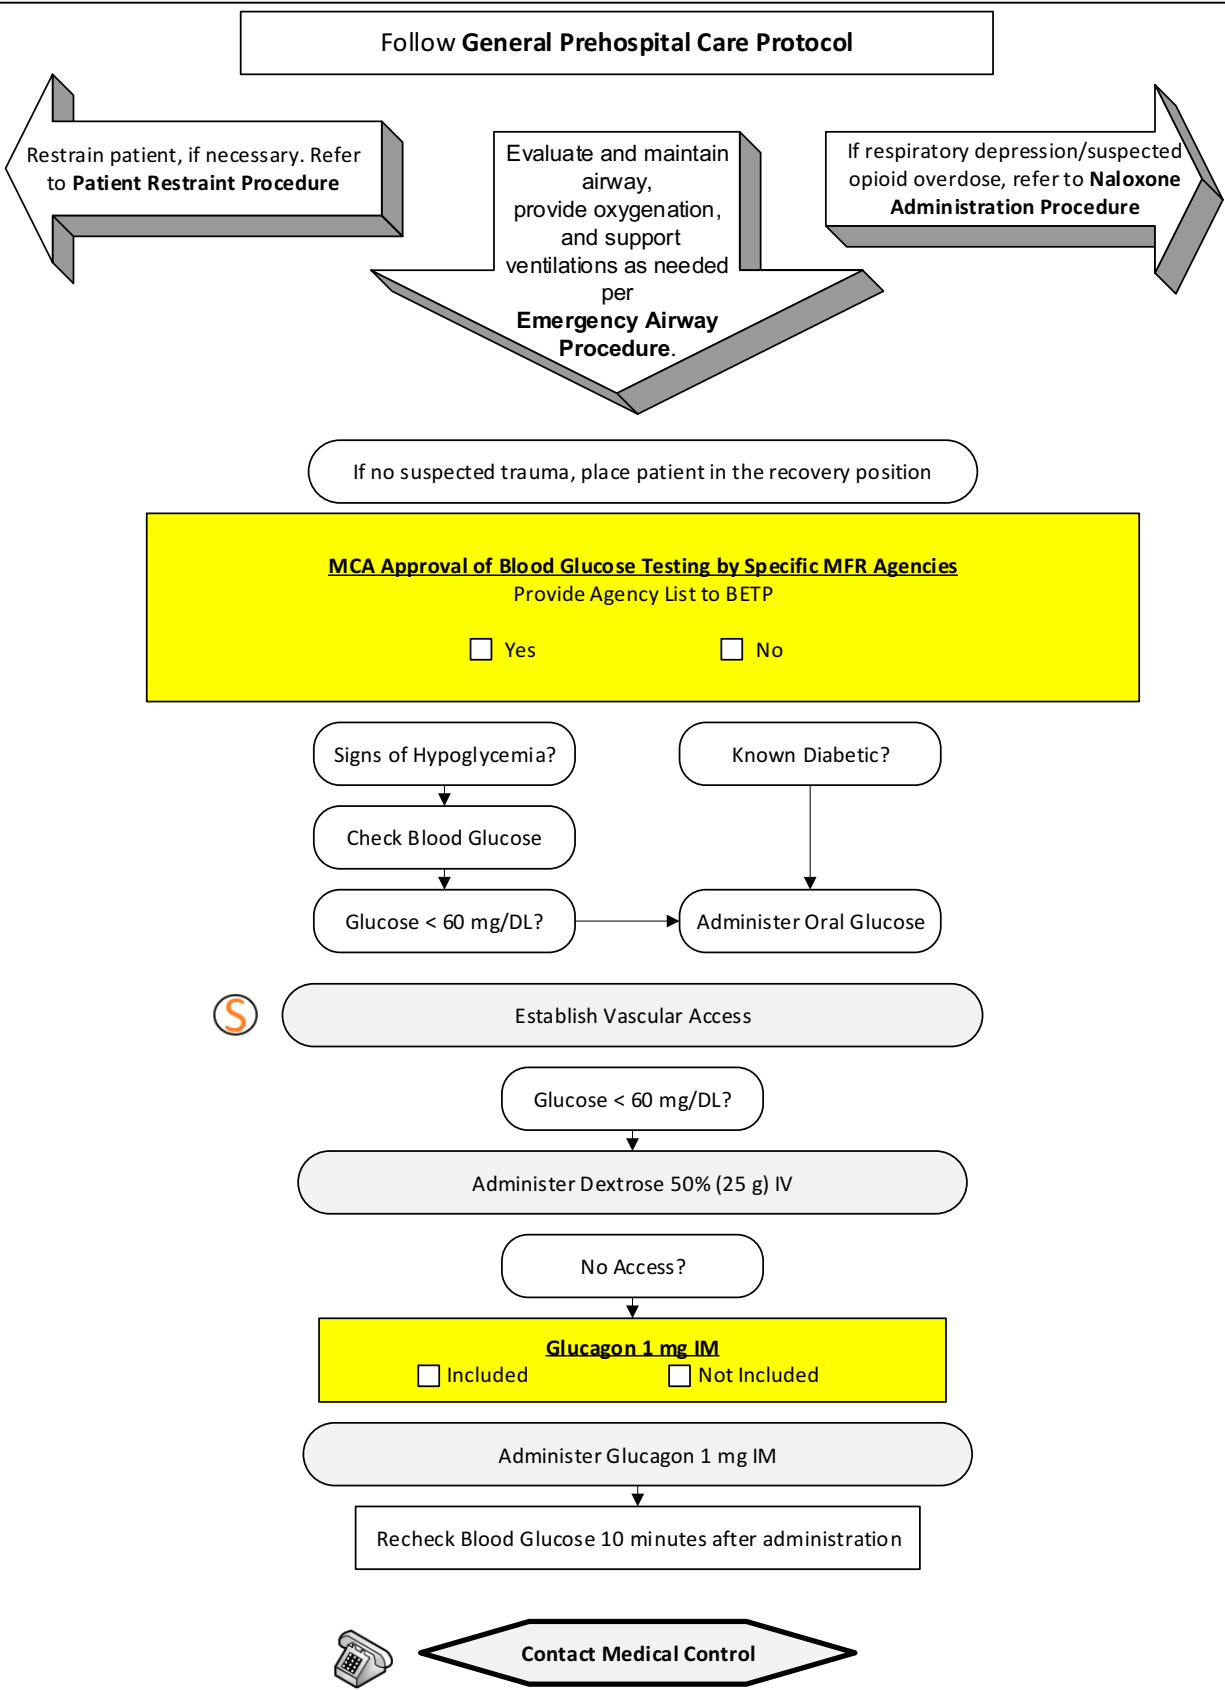 Follow General Prehospital Care Protocol
Restrain patient, if necessary. Refer
to Patient Restraint Procedure
Evaluate and maintain
airway,
provide oxygenation,
and support
ventilations as needed
per
Emergency Airway
Procedure.
If respiratory depression/suspected
opioid overdose, refer to Naloxone
Administration Procedure
If no suspected trauma, place patient in the recovery position
MCA Approval of Blood Glucose Testing by Specific MFR Agencies
Provide Agency List to BETP
Yes No
Signs of Hypoglycemia?
Known Diabetic?
Check Blood Glucose
Glucose < 60 mg/DL?
Administer Oral Glucose
S
Establish Vascular Access
Glucose < 60 mg/DL?
Administer Dextrose 50% (25 g) IV
No Access?
Glucagon 1 mg IM
Included Not Included
Administer Glucagon 1 mg IM
Recheck Blood Glucose 10 minutes after administration
Contact Medical Control